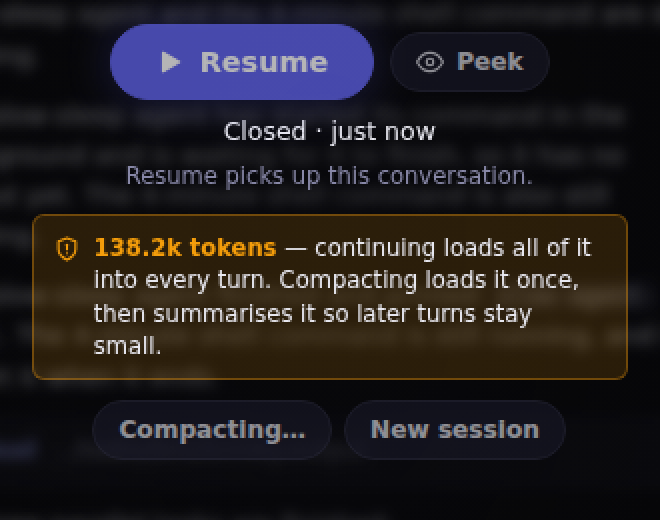 Resume
Peek
Closed · just now
Resume picks up this conversation.
138.2k tokens — continuing loads all of it
into every turn. Compacting loads it once,
then summarises it so later turns stay
small.
Compacting…
New session